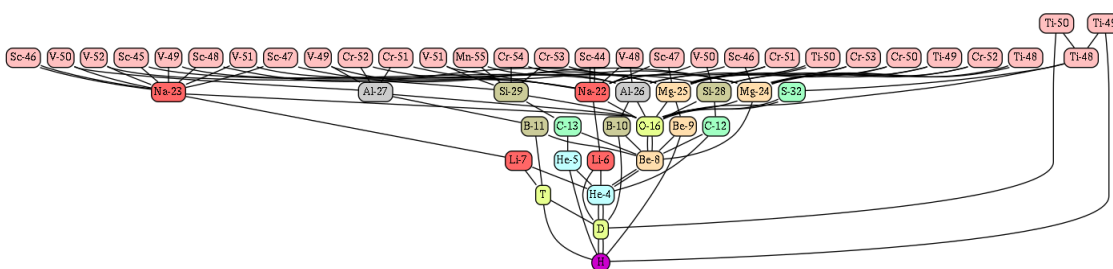 Ti-50 Ti-49
Sc-46 V-50 V-52 Sc-45 V-49 Sc-48 V-51 Sc-47 V-49 Cr-52 Cr-51 V-51 Mn-55 Cr-54 Cr-53 Sc-44 V-48 Sc-47 V-50 Sc-46 Cr-51 Ti-50 Cr-53 Cr-50 Ti-49 Cr-52 Ti-48 Ti-48
Na-23 Al-27 Si-29 Na-22 Al-26 Mg-25 Si-28 Mg-24 S-32
B-11 C-13 B-10 O-16 Be-9 C-12
Li-7 He-5 Li-6 Be-8
T He-4
D
H